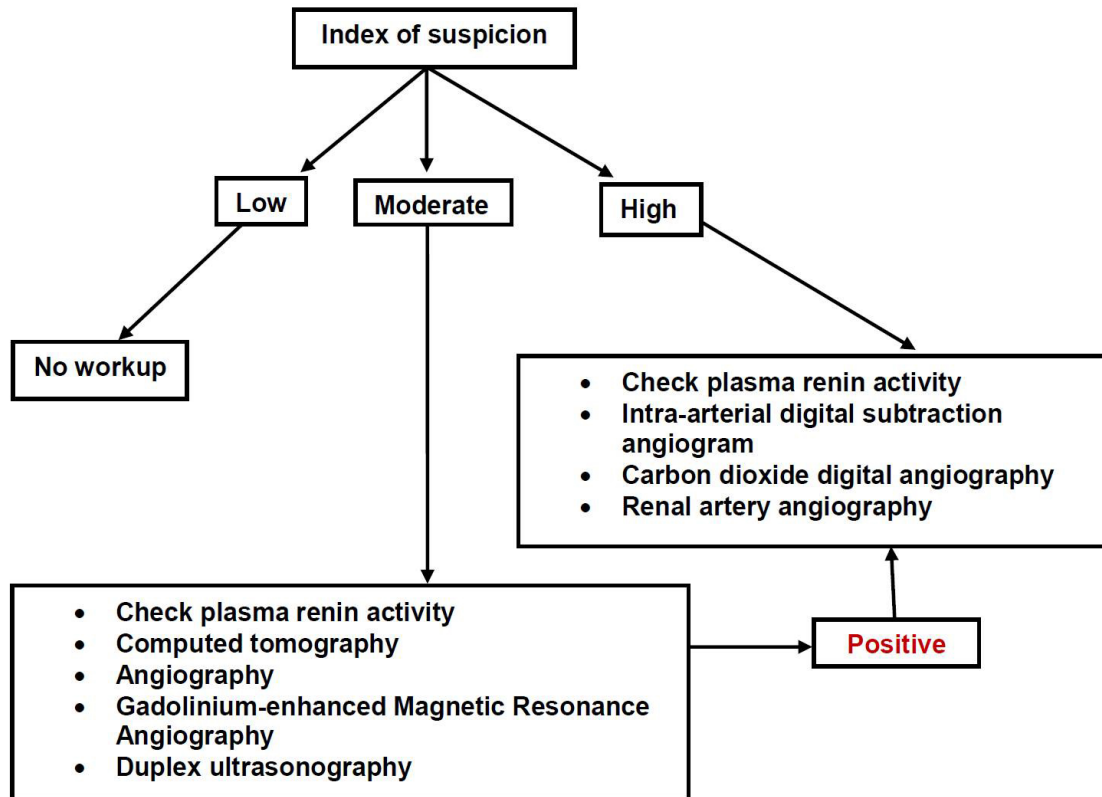 Index of suspicion
Low
Moderate
High
No workup
• Check plasma renin activity
• Intra-arterial digital subtraction
angiogram
• Carbon dioxide digital angiography
• Renal artery angiography
• Check plasma renin activity
• Computed tomography
• Angiography
• Gadolinium-enhanced Magnetic Resonance
Angiography
• Duplex ultrasonography
Positive